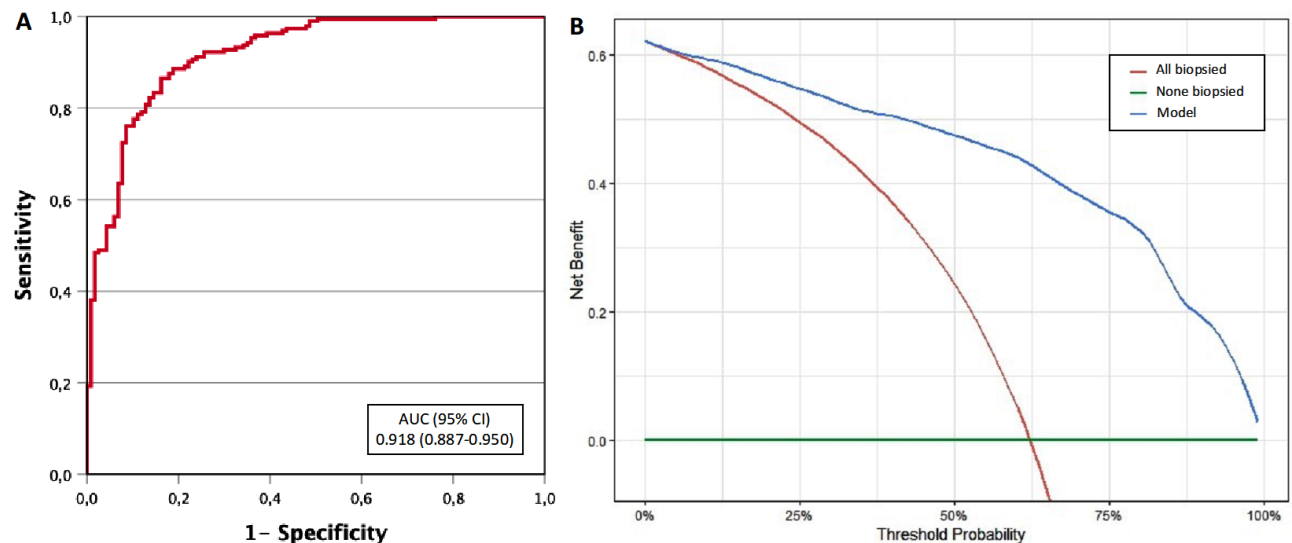 A
1,0
0,8
0,6
0,4
0,2
0,0
Sensitivity
AUC (95% CI)
0.918 (0.887-0.950)
0,0 0,2 0,4 0,6 0,8 1,0
1- Specificity
B
0.6
0.4
0.2
0.0
Net Benefit
All biopsied
None biopsied
Model
0% 25% 50% 75% 100%
Threshold Probability